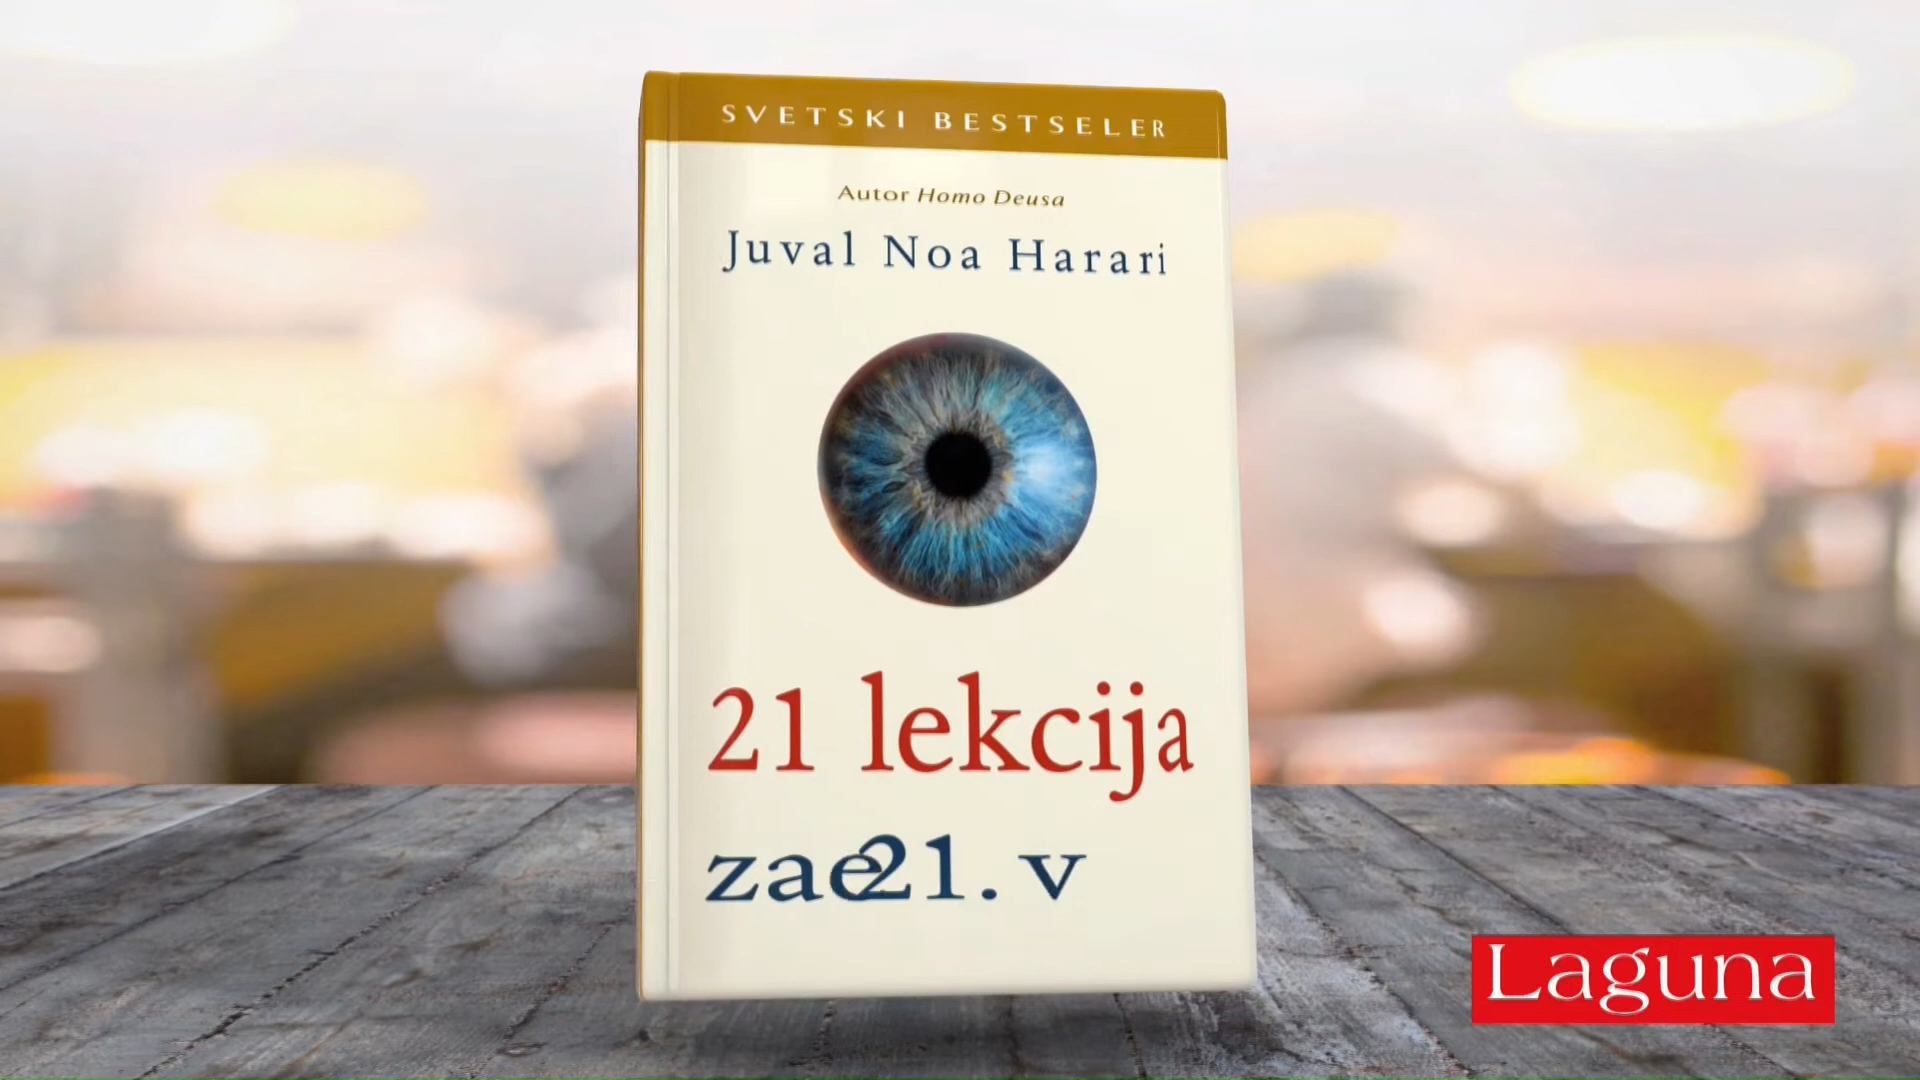 SVETSKI BESTSELER
Autor Homo Deusa
Juval Noa Harari
21 lekcija
zae21. v
Laguna